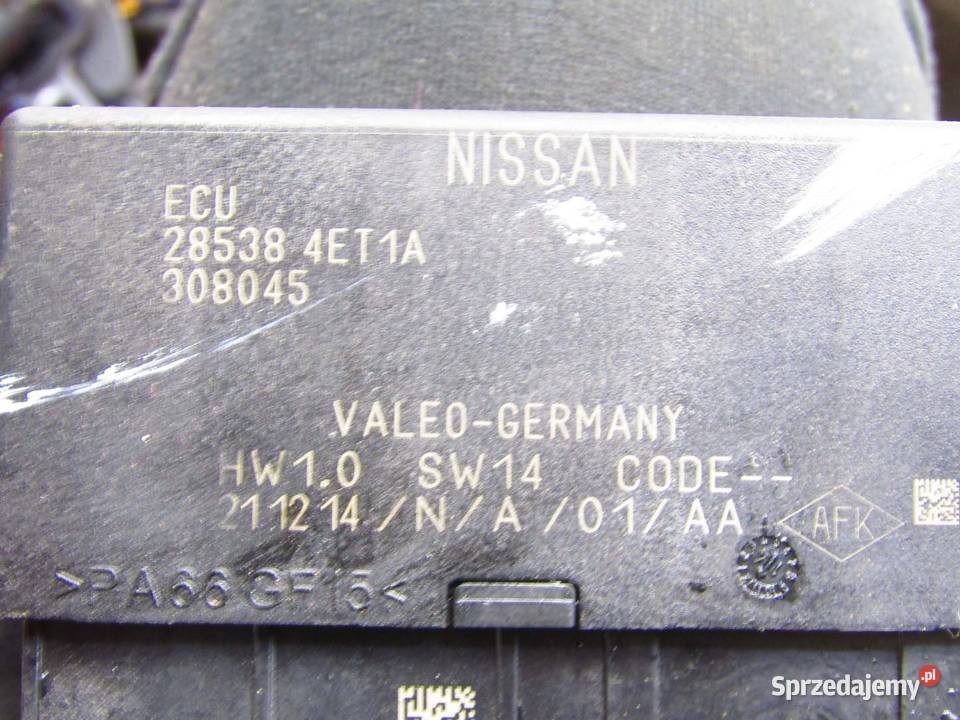 NISSAN
ECU
28538 4ET1A
308045
VALEO-GERMANY
HW1.0 SW14 CODE--
211214/N/A/01/AA
AFK
>PA66 GF15<
Sprzedajemy.pl